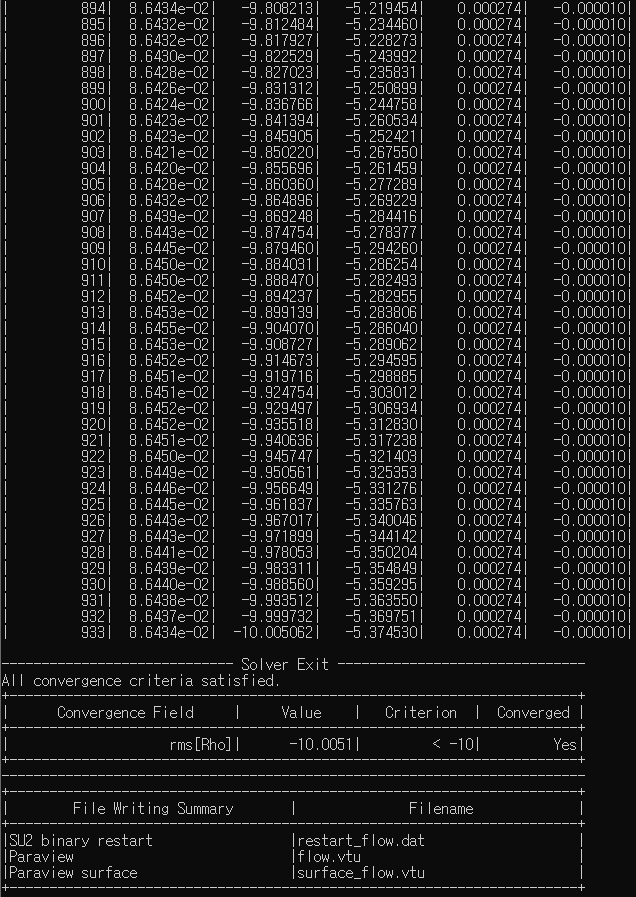 | 894| 8.6434e-02| -9.808213| -5.219454| 0.000274| -0.000010|
| 895| 8.6432e-02| -9.812484| -5.234460| 0.000274| -0.000010|
| 896| 8.6432e-02| -9.817927| -5.228273| 0.000274| -0.000010|
| 897| 8.6430e-02| -9.822529| -5.243992| 0.000274| -0.000010|
| 898| 8.6428e-02| -9.827023| -5.235831| 0.000274| -0.000010|
| 899| 8.6426e-02| -9.831312| -5.250899| 0.000274| -0.000010|
| 900| 8.6424e-02| -9.836766| -5.244758| 0.000274| -0.000010|
| 901| 8.6423e-02| -9.841394| -5.260534| 0.000274| -0.000010|
| 902| 8.6423e-02| -9.845905| -5.252421| 0.000274| -0.000010|
| 903| 8.6421e-02| -9.850220| -5.267550| 0.000274| -0.000010|
| 904| 8.6420e-02| -9.855696| -5.261459| 0.000274| -0.000010|
| 905| 8.6428e-02| -9.860360| -5.277289| 0.000274| -0.000010|
| 906| 8.6432e-02| -9.864896| -5.269229| 0.000274| -0.000010|
| 907| 8.6439e-02| -9.869248| -5.284416| 0.000274| -0.000010|
| 908| 8.6443e-02| -9.874754| -5.278377| 0.000274| -0.000010|
| 909| 8.6445e-02| -9.879460| -5.294260| 0.000274| -0.000010|
| 910| 8.6450e-02| -9.884031| -5.286254| 0.000274| -0.000010|
| 911| 8.6450e-02| -9.888470| -5.282493| 0.000274| -0.000010|
| 912| 8.6452e-02| -9.894237| -5.282955| 0.000274| -0.000010|
| 913| 8.6453e-02| -9.899139| -5.283806| 0.000274| -0.000010|
| 914| 8.6455e-02| -9.904070| -5.286040| 0.000274| -0.000010|
| 915| 8.6453e-02| -9.908727| -5.289062| 0.000274| -0.000010|
| 916| 8.6452e-02| -9.914673| -5.294595| 0.000274| -0.000010|
| 917| 8.6451e-02| -9.919716| -5.298885| 0.000274| -0.000010|
| 918| 8.6451e-02| -9.924754| -5.303012| 0.000274| -0.000010|
| 919| 8.6452e-02| -9.929497| -5.306934| 0.000274| -0.000010|
| 920| 8.6452e-02| -9.935518| -5.312830| 0.000274| -0.000010|
| 921| 8.6451e-02| -9.940636| -5.317238| 0.000274| -0.000010|
| 922| 8.6450e-02| -9.945747| -5.321403| 0.000274| -0.000010|
| 923| 8.6449e-02| -9.950561| -5.325353| 0.000274| -0.000010|
| 924| 8.6446e-02| -9.956649| -5.331276| 0.000274| -0.000010|
| 925| 8.6445e-02| -9.961837| -5.335763| 0.000274| -0.000010|
| 926| 8.6443e-02| -9.967017| -5.340046| 0.000274| -0.000010|
| 927| 8.6443e-02| -9.971899| -5.344142| 0.000274| -0.000010|
| 928| 8.6441e-02| -9.978053| -5.350204| 0.000274| -0.000010|
| 929| 8.6439e-02| -9.983311| -5.354849| 0.000274| -0.000010|
| 930| 8.6440e-02| -9.988560| -5.359295| 0.000274| -0.000010|
| 931| 8.6438e-02| -9.993512| -5.363550| 0.000274| -0.000010|
| 932| 8.6437e-02| -9.999732| -5.369751| 0.000274| -0.000010|
| 933| 8.6434e-02| -10.005062| -5.374530| 0.000274| -0.000010|
----------------------------- Solver Exit -------------------------------
All convergence criteria satisfied.
+-----------------------------------------------------------------------+
| Convergence Field | Value | Criterion | Converged |
+-----------------------------------------------------------------------+
| rms[Rho]| -10.0051| < -10| Yes|
+-----------------------------------------------------------------------+
-------------------------------------------------------------------------
+-----------------------------------------------------------------------+
| File Writing Summary | Filename |
+-----------------------------------------------------------------------+
|SU2 binary restart |restart_flow.dat |
|Paraview |flow.vtu |
|Paraview surface |surface_flow.vtu |
+-----------------------------------------------------------------------+